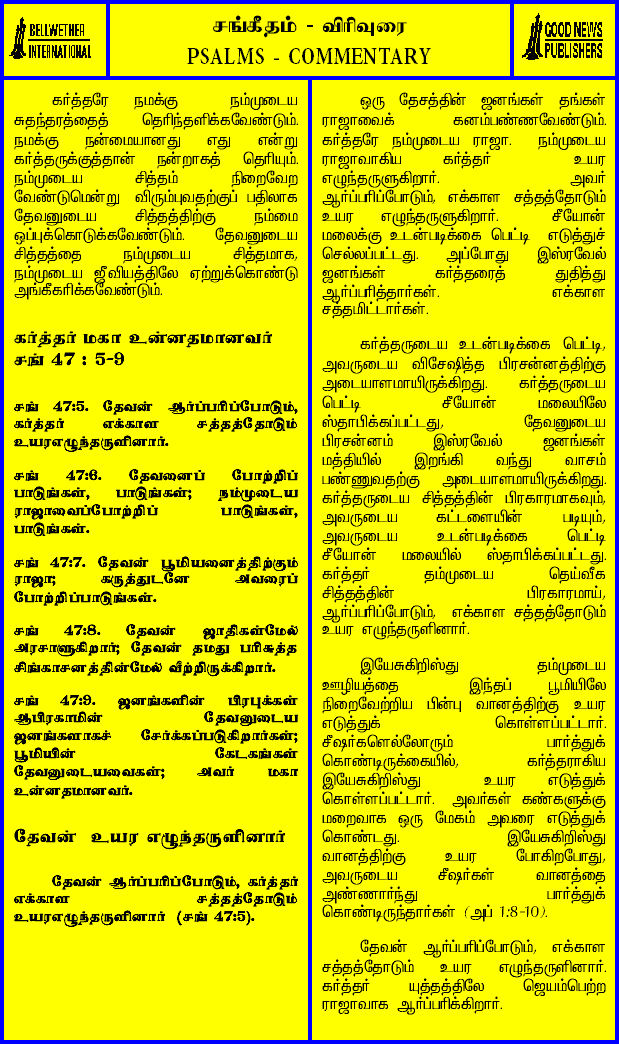 BELLWETHER
INTERNATIONAL
சங்கீதம் - விரிவுரை
PSALMS - COMMENTARY
GOOD NEWS
PUBLISHERS
கர்த்தரே நமக்கு நம்முடைய
சுதந்தரத்தைத் தெரிந்தளிக்கவேண்டும்.
நமக்கு நன்மையானது எது என்று
கர்த்தருக்குத்தான் நன்றாகத் தெரியும்.
நம்முடைய சித்தம் நிறைவேற
வேண்டுமென்று விரும்புவதற்குப் பதிலாக
தேவனுடைய சித்தத்திற்கு நம்மை
ஒப்புக்கொடுக்கவேண்டும். தேவனுடைய
சித்தத்தை நம்முடைய சித்தமாக,
நம்முடைய ஜீவியத்திலே ஏற்றுக்கொண்டு
அங்கீகரிக்கவேண்டும்.
கர்த்தர் மகா உன்னதமானவர்
சங் 47 : 5-9
சங் 47:5. தேவன் ஆர்ப்பரிப்போடும்,
கர்த்தர் எக்காள சத்தத்தோடும்
உயரஎழுந்தருளினார்.
சங் 47:6. தேவனைப் போற்றிப்
பாடுங்கள், பாடுங்கள்; நம்முடைய
ராஜாவைப்போற்றிப் பாடுங்கள்,
பாடுங்கள்.
சங் 47:7. தேவன் பூமியனைத்திற்கும்
ராஜா; கருத்துடனே அவரைப்
போற்றிப்பாடுங்கள்.
சங் 47:8. தேவன் ஜாதிகள்மேல்
அரசாளுகிறார்; தேவன் தமது பரிசுத்த
சிங்காசனத்தின்மேல் வீற்றிருக்கிறார்.
சங் 47:9. ஜனங்களின் பிரபுக்கள்
ஆபிரகாமின் தேவனுடைய
ஜனங்களாகச் சேர்க்கப்படுகிறார்கள்;
பூமியின் கேடகங்கள்
தேவனுடையவைகள்; அவர் மகா
உன்னதமானவர்.
தேவன் உயர எழுந்தருளினார்
தேவன் ஆர்ப்பரிப்போடும், கர்த்தர்
எக்காள சத்தத்தோடும்
உயரஎழுந்தருளினார் (சங் 47:5).
ஒரு தேசத்தின் ஜனங்கள் தங்கள்
ராஜாவைக் கனம்பண்ணவேண்டும்.
கர்த்தரே நம்முடைய ராஜா. நம்முடைய
ராஜாவாகிய கர்த்தர் உயர
எழுந்தருளுகிறார். அவர்
ஆர்ப்பரிப்போடும், எக்காள சத்தத்தோடும்
உயர எழுந்தருளுகிறார். சீயோன்
மலைக்கு உடன்படிக்கை பெட்டி எடுத்துச்
செல்லப்பட்டது. அப்போது இஸ்ரவேல்
ஜனங்கள் கர்த்தரைத் துதித்து
ஆர்ப்பரித்தார்கள். எக்காள
சத்தமிட்டார்கள்.
கர்த்தருடைய உடன்படிக்கை பெட்டி,
அவருடைய விசேஷித்த பிரசன்னத்திற்கு
அடையாளமாயிருக்கிறது. கர்த்தருடைய
பெட்டி சீயோன் மலையிலே
ஸ்தாபிக்கப்பட்டது, தேவனுடைய
பிரசன்னம் இஸ்ரவேல் ஜனங்கள்
மத்தியில் இறங்கி வந்து வாசம்
பண்ணுவதற்கு அடையாளமாயிருக்கிறது.
கர்த்தருடைய சித்தத்தின் பிரகாரமாகவும்,
அவருடைய கட்டளையின் படியும்,
அவருடைய உடன்படிக்கை பெட்டி
சீயோன் மலையில் ஸ்தாபிக்கப்பட்டது.
கர்த்தர் தம்முடைய தெய்வீக
சித்தத்தின் பிரகாரமாய்,
ஆர்ப்பரிப்போடும், எக்காள சத்தத்தோடும்
உயர எழுந்தருளினார்.
இயேசுகிறிஸ்து தம்முடைய
ஊழியத்தை இந்தப் பூமியிலே
நிறைவேற்றிய பின்பு வானத்திற்கு உயர
எடுத்துக் கொள்ளப்பட்டார்.
சீஷர்களெல்லோரும் பார்த்துக்
கொண்டிருக்கையில், கர்த்தராகிய
இயேசுகிறிஸ்து உயர எடுத்துக்
கொள்ளப்பட்டார். அவர்கள் கண்களுக்கு
மறைவாக ஒரு மேகம் அவரை எடுத்துக்
கொண்டது. இயேசுகிறிஸ்து
வானத்திற்கு உயர போகிறபோது,
அவருடைய சீஷர்கள் வானத்தை
அண்ணார்ந்து பார்த்துக்
கொண்டிருந்தார்கள் (அப் 1:8-10).
தேவன் ஆர்ப்பரிப்போடும், எக்காள
சத்தத்தோடும் உயர எழுந்தருளினார்.
கர்த்தர் யுத்தத்திலே ஜெயம்பெற்ற
ராஜாவாக ஆர்ப்பரிக்கிறார்.